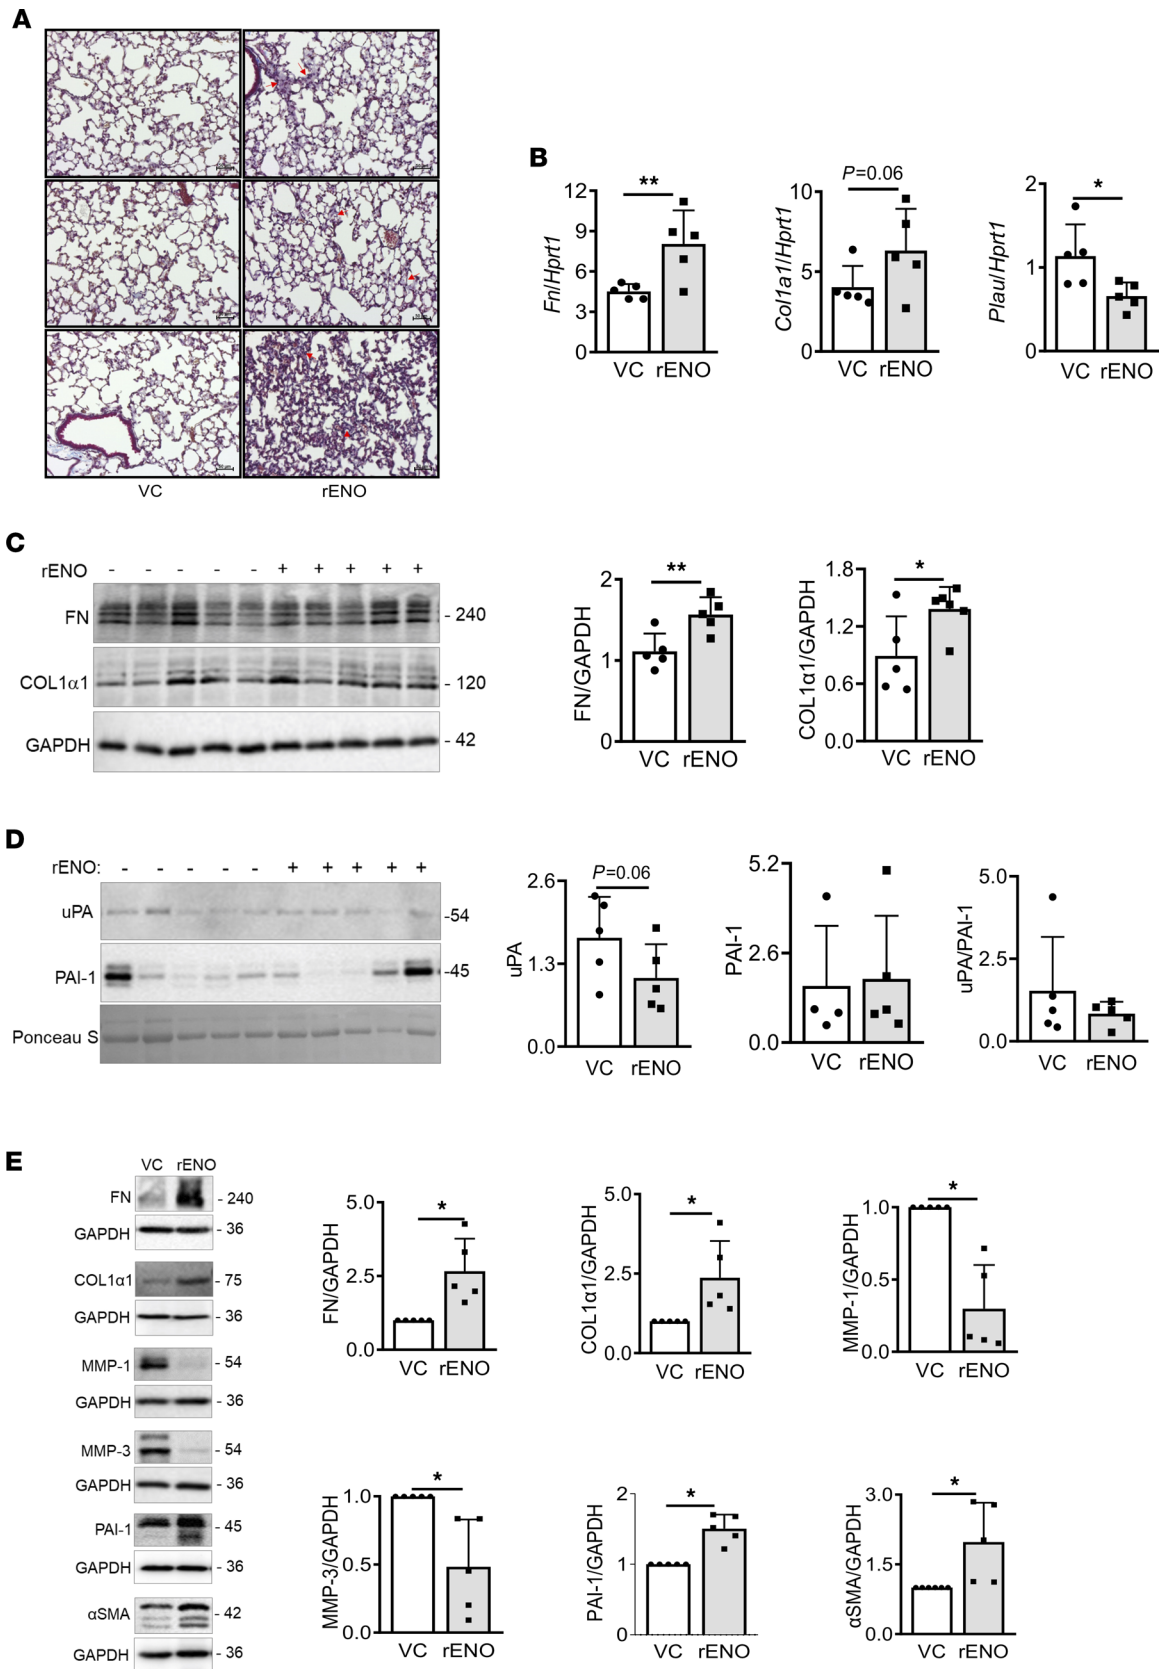 A
VC rENO
B
Fn/Hprt1
12
9
6
3
0
**
VC rENO
Col1a1/Hprt1
10
5
0
P=0.06
VC rENO
Plau/Hprt1
2
1
0
*
VC rENO
C
rENO - - - - - + + + + +
FN - 240
COL1α1 - 120
GAPDH - 42
FN/GAPDH
2
1
0
**
VC rENO
COL1α1/GAPDH
1.8
1.2
0.6
0.0
*
VC rENO
D
rENO: - - - - - + + + + +
uPA -54
PAI-1 -45
Ponceau S
uPA
2.6
1.3
0.0
P=0.06
VC rENO
PAI-1
5.2
2.6
0.0
VC rENO
uPA/PAI-1
5.0
2.5
0.0
VC rENO
E
VC rENO
FN - 240
GAPDH - 36
COL1α1 - 75
GAPDH - 36
MMP-1 - 54
GAPDH - 36
MMP-3 - 54
GAPDH - 36
PAI-1 - 45
GAPDH - 36
αSMA - 42
GAPDH - 36
FN/GAPDH
5.0
2.5
0.0
*
VC rENO
COL1α1/GAPDH
5.0
2.5
0.0
*
VC rENO
MMP-1/GAPDH
1.0
0.5
0.0
*
VC rENO
MMP-3/GAPDH
1.0
0.5
0.0
*
VC rENO
PAI-1/GAPDH
2
1
0
*
VC rENO
αSMA/GAPDH
3.0
1.5
0.0
*
VC rENO